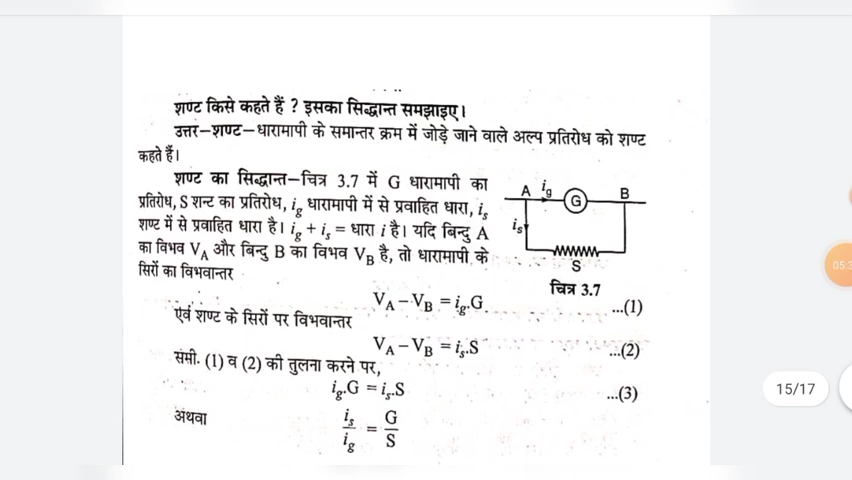 शण्ट किसे कहते हैं ? इसका सिद्धान्त समझाइए।
उत्तर–शण्ट–धारामापी के समान्तर क्रम में जोड़े जाने वाले अल्प प्रतिरोध को शण्ट
कहते हैं।
शण्ट का सिद्धान्त–चित्र 3.7 में G धारामापी का
प्रतिरोध, S शन्ट का प्रतिरोध, i_g धारामापी में से प्रवाहित धारा, i_s
शण्ट में से प्रवाहित धारा है। i_g + i_s = धारा i है। यदि बिन्दु A
का विभव V_A और बिन्दु B का विभव V_B है, तो धारामापी के
सिरों का विभवान्तर
A i_g G B
i_s
S
चित्र 3.7
V_A – V_B = i_g.G ...(1)
एवं शण्ट के सिरों पर विभवान्तर
V_A – V_B = i_s.S ...(2)
संमी. (1) व (2) की तुलना करने पर,
i_g.G = i_s.S ...(3)
अथवा i_s/i_g = G/S
15/17